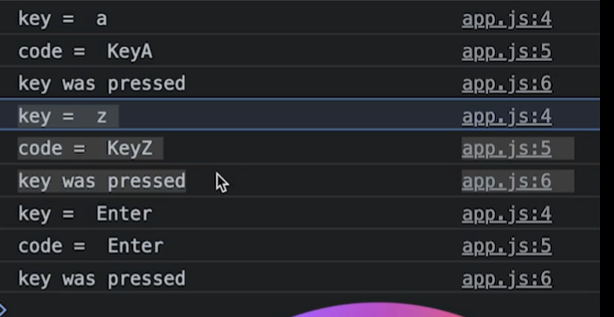 key =  a app.js:4
code =  KeyA app.js:5
key was pressed app.js:6
key =  z app.js:4
code =  KeyZ app.js:5
key was pressed app.js:6
key =  Enter app.js:4
code =  Enter app.js:5
key was pressed app.js:6